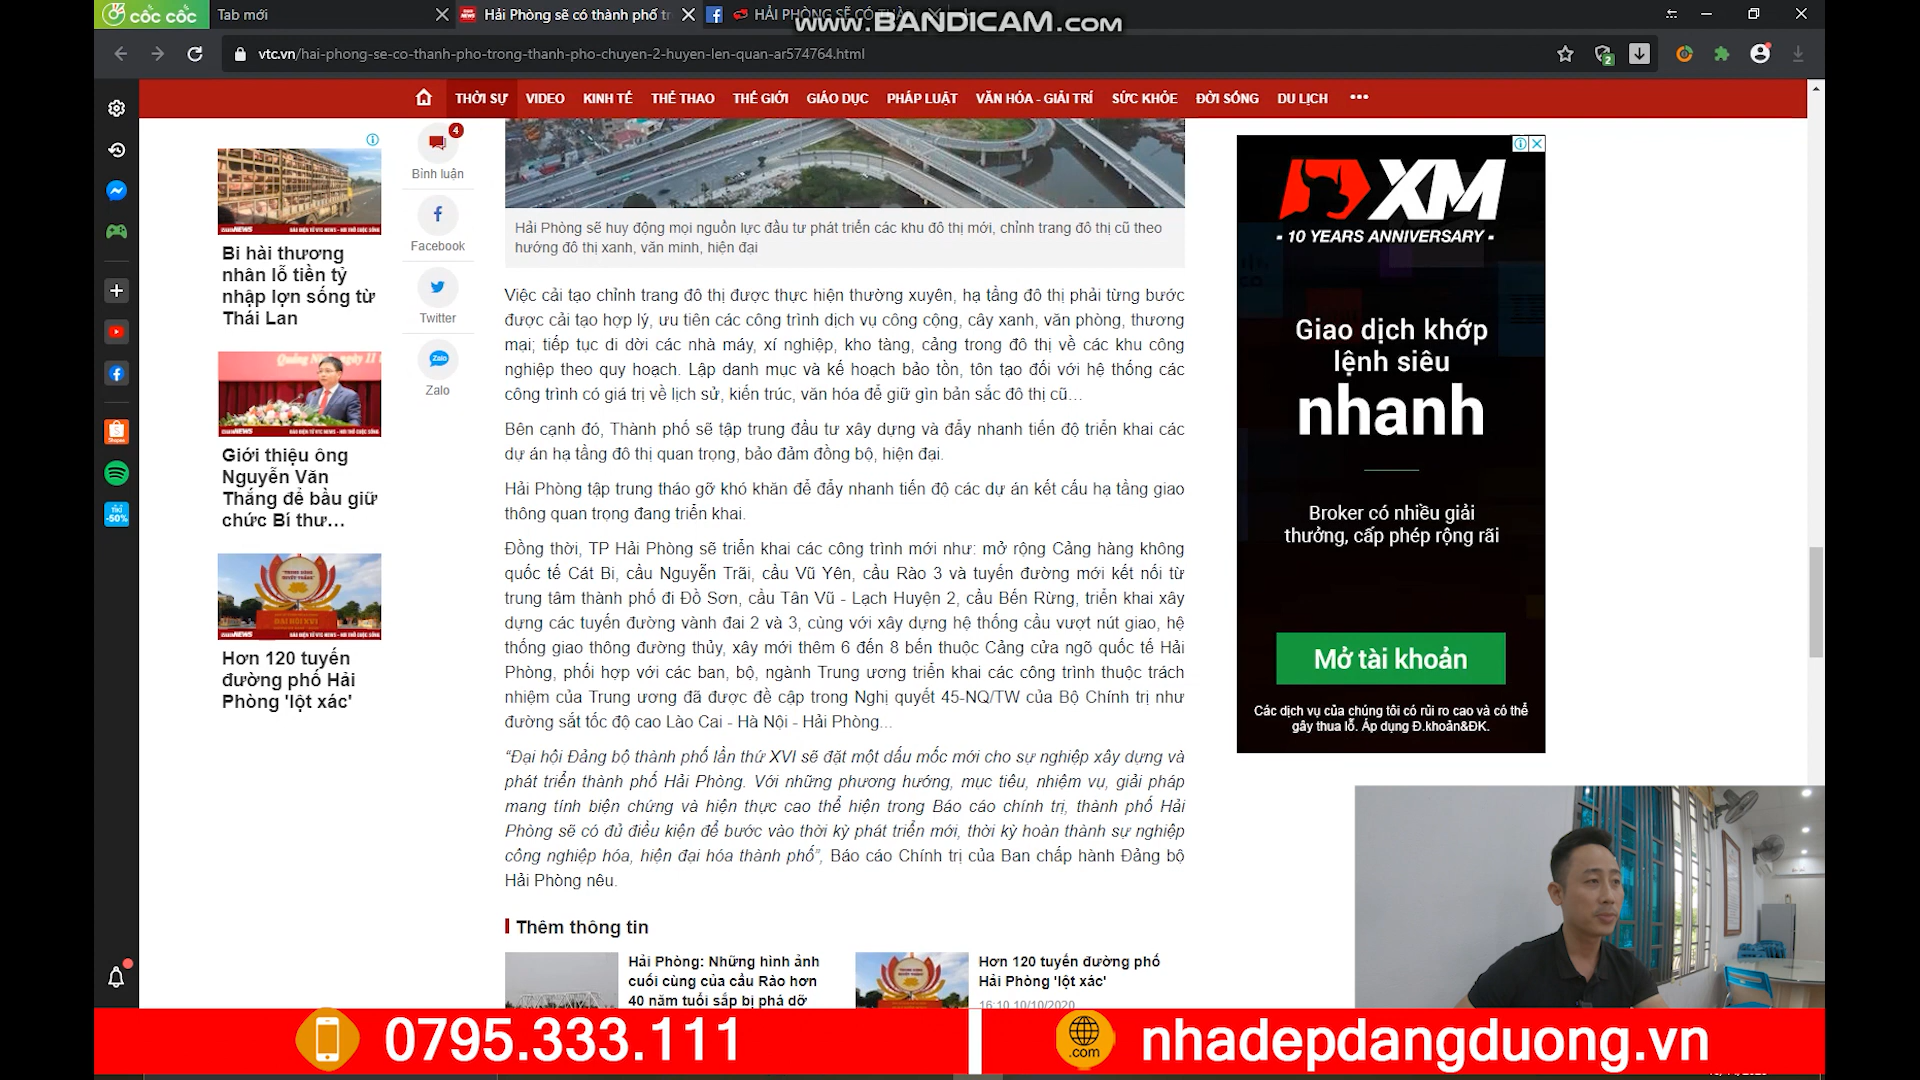 cốc cốc
Tab mới
Hải Phòng sẽ có thành phố tr
HẢI PHÒNG SẼ CÓ
www.BANDICAM.com
vtc.vn/hai-phong-se-co-thanh-pho-trong-thanh-pho-chuyen-2-huyen-len-quan-ar574764.html
2
THỜI SỰ VIDEO KINH TẾ THỂ THAO THẾ GIỚI GIÁO DỤC PHÁP LUẬT VĂN HÓA - GIẢI TRÍ SỨC KHỎE ĐỜI SỐNG DU LỊCH •••
Bi hài thương
nhân lỗ tiền tỷ
nhập lợn sống từ
Thái Lan
Giới thiệu ông
Nguyễn Văn
Thắng để bầu giữ
chức Bí thư...
Hơn 120 tuyến
đường phố Hải
Phòng 'lột xác'
4
Bình luận
Facebook
Twitter
Zalo
Zalo
Hải Phòng sẽ huy động mọi nguồn lực đầu tư phát triển các khu đô thị mới, chỉnh trang đô thị cũ theo
hướng đô thị xanh, văn minh, hiện đại
Việc cải tạo chỉnh trang đô thị được thực hiện thường xuyên, hạ tầng đô thị phải từng bước
được cải tạo hợp lý, ưu tiên các công trình dịch vụ công cộng, cây xanh, văn phòng, thương
mại; tiếp tục di dời các nhà máy, xí nghiệp, kho tàng, cảng trong đô thị về các khu công
nghiệp theo quy hoạch. Lập danh mục và kế hoạch bảo tồn, tôn tạo đối với hệ thống các
công trình có giá trị về lịch sử, kiến trúc, văn hóa để giữ gìn bản sắc đô thị cũ…
Bên cạnh đó, Thành phố sẽ tập trung đầu tư xây dựng và đẩy nhanh tiến độ triển khai các
dự án hạ tầng đô thị quan trọng, bảo đảm đồng bộ, hiện đại.
Hải Phòng tập trung tháo gỡ khó khăn để đẩy nhanh tiến độ các dự án kết cấu hạ tầng giao
thông quan trọng đang triển khai.
Đồng thời, TP Hải Phòng sẽ triển khai các công trình mới như: mở rộng Cảng hàng không
quốc tế Cát Bi, cầu Nguyễn Trãi, cầu Vũ Yên, cầu Rào 3 và tuyến đường mới kết nối từ
trung tâm thành phố đi Đồ Sơn, cầu Tân Vũ - Lạch Huyện 2, cầu Bến Rừng, triển khai xây
dựng các tuyến đường vành đai 2 và 3, cùng với xây dựng hệ thống cầu vượt nút giao, hệ
thống giao thông đường thủy, xây mới thêm 6 đến 8 bến thuộc Cảng cửa ngõ quốc tế Hải
Phòng, phối hợp với các ban, bộ, ngành Trung ương triển khai các công trình thuộc trách
nhiệm của Trung ương đã được đề cập trong Nghị quyết 45-NQ/TW của Bộ Chính trị như
đường sắt tốc độ cao Lào Cai - Hà Nội - Hải Phòng...
“Đại hội Đảng bộ thành phố lần thứ XVI sẽ đặt một dấu mốc mới cho sự nghiệp xây dựng và
phát triển thành phố Hải Phòng. Với những phương hướng, mục tiêu, nhiệm vụ, giải pháp
mang tính biện chứng và hiện thực cao thể hiện trong Báo cáo chính trị, thành phố Hải
Phòng sẽ có đủ điều kiện để bước vào thời kỳ phát triển mới, thời kỳ hoàn thành sự nghiệp
công nghiệp hóa, hiện đại hóa thành phố”, Báo cáo Chính trị của Ban chấp hành Đảng bộ
Hải Phòng nêu.
Thêm thông tin
Hải Phòng: Những hình ảnh
cuối cùng của cầu Rào hơn
40 năm tuổi sắp bị phá dỡ
Hơn 120 tuyến đường phố
Hải Phòng 'lột xác'
16:10 10/10/2020
XM
- 10 YEARS ANNIVERSARY -
Giao dịch khớp
lệnh siêu
nhanh
Broker có nhiều giải
thưởng, cấp phép rộng rãi
Mở tài khoản
Các dịch vụ của chúng tôi có rủi ro cao và có thể
gây thua lỗ. Áp dụng Đ.khoản&ĐK.
Shopee
TIKI
-50%
0795.333.111
.com
nhadepdangduong.vn